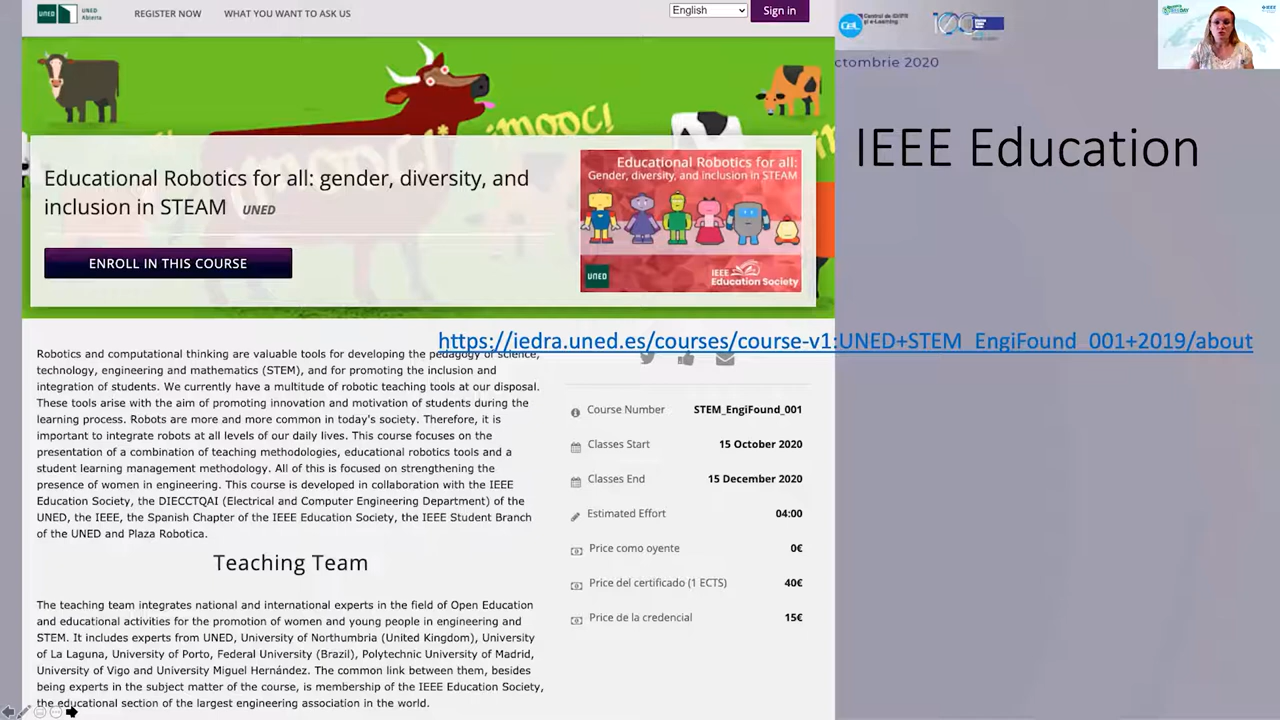 UNED
UNED
Abierta
REGISTER NOW
WHAT YOU WANT TO ASK US
English
Sign in
ctombrie 2020
IEEE Education
¡mooc!
Educational Robotics for all: gender, diversity, and
inclusion in STEAM UNED
ENROLL IN THIS COURSE
Educational Robotics for all:
Gender, diversity, and inclusion in STEAM
UNED
IEEE
Education Society
https://iedra.uned.es/courses/course-v1:UNED+STEM_EngiFound_001+2019/about
Robotics and computational thinking are valuable tools for developing the pedagogy of science,
technology, engineering and mathematics (STEM), and for promoting the inclusion and
integration of students. We currently have a multitude of robotic teaching tools at our disposal.
These tools arise with the aim of promoting innovation and motivation of students during the
learning process. Robots are more and more common in today's society. Therefore, it is
important to integrate robots at all levels of our daily lives. This course focuses on the
presentation of a combination of teaching methodologies, educational robotics tools and a
student learning management methodology. All of this is focused on strengthening the
presence of women in engineering. This course is developed in collaboration with the IEEE
Education Society, the DIECCTQAI (Electrical and Computer Engineering Department) of the
UNED, the IEEE, the Spanish Chapter of the IEEE Education Society, the IEEE Student Branch
of the UNED and Plaza Robotica.
Teaching Team
The teaching team integrates national and international experts in the field of Open Education
and educational activities for the promotion of women and young people in engineering and
STEM. It includes experts from UNED, University of Northumbria (United Kingdom), University
of La Laguna, University of Porto, Federal University (Brazil), Polytechnic University of Madrid,
University of Vigo and University Miguel Hernández. The common link between them, besides
being experts in the subject matter of the course, is membership of the IEEE Education Society,
the educational section of the largest engineering association in the world.
Course Number STEM_EngiFound_001
Classes Start 15 October 2020
Classes End 15 December 2020
Estimated Effort 04:00
Price como oyente 0€
Price del certificado (1 ECTS) 40€
Price de la credencial 15€